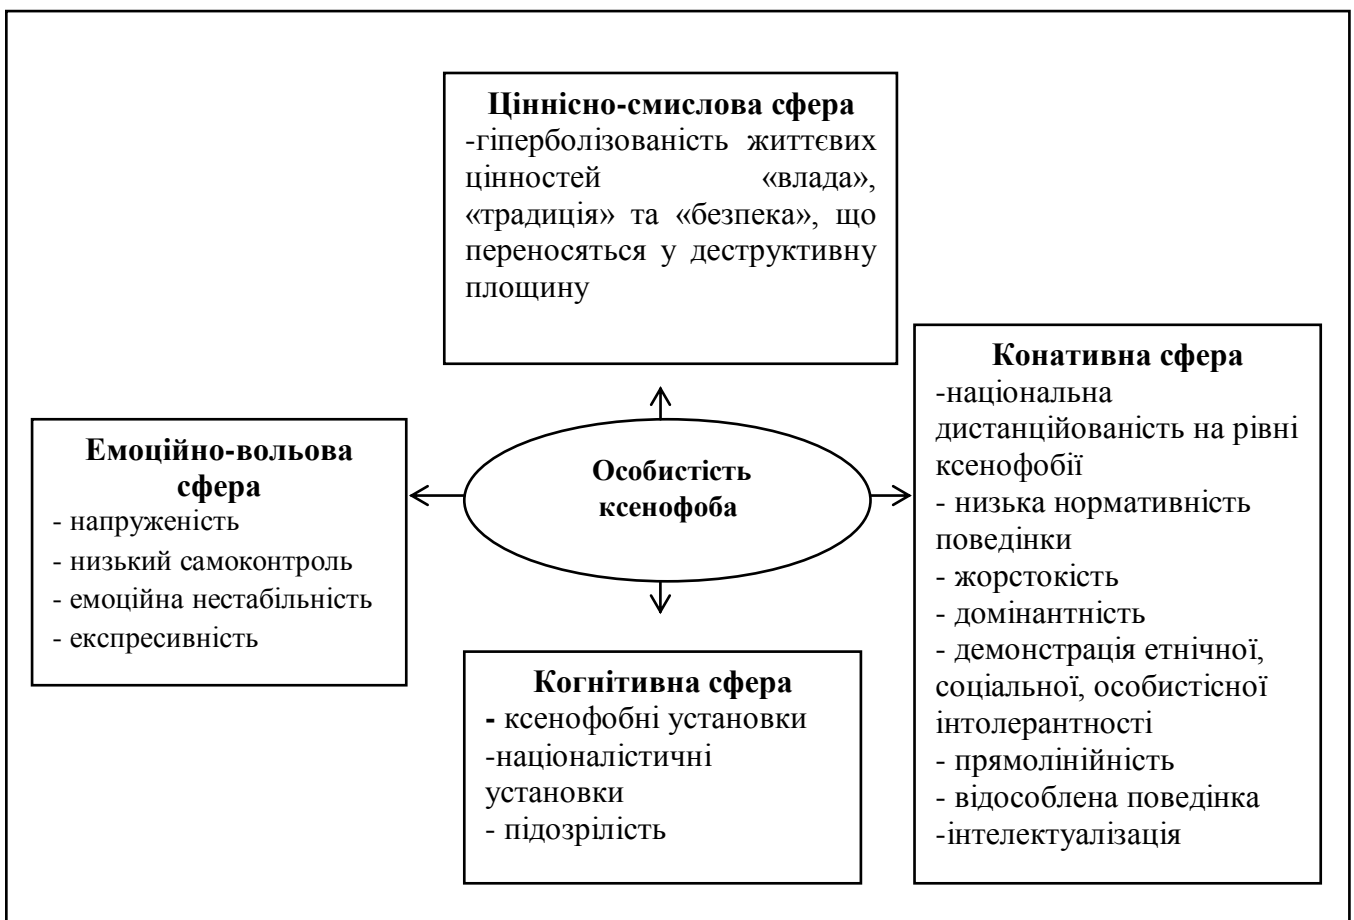 Ціннісно-смислова сфера
-гіперболізованість життєвих
цінностей «влада»,
«традиція» та «безпека», що
переносяться у деструктивну
площину
Емоційно-вольова
сфера
- напруженість
- низький самоконтроль
- емоційна нестабільність
- експресивність
Особистість
ксенофоба
Конативна сфера
-національна
дистанційованість на рівні
ксенофобії
- низька нормативність
поведінки
- жорстокість
- домінантність
- демонстрація етнічної,
соціальної, особистісної
інтолерантності
- прямолінійність
- відособлена поведінка
-інтелектуалізація
Когнітивна сфера
- ксенофобні установки
-націоналістичні
установки
- підозрілість